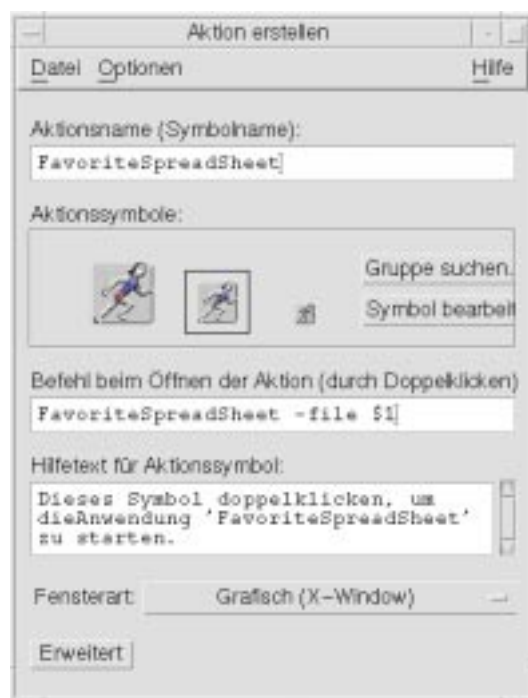 Aktion erstellen
Datei Optionen Hilfe
Aktionsname (Symbolname):
FavoriteSpreadSheet
Aktionssymbole:
Gruppe suchen.
Symbol bearbeit
Befehl beim Öffnen der Aktion (durch Doppelklicken)
FavoriteSpreadSheet -file $1
Hilfetext für Aktionssymbol:
Dieses Symbol doppelklicken, um
dieAnwendung 'FavoriteSpreadSheet'
zu starten.
Fensterart: Grafisch (X-Window)
Erweitert